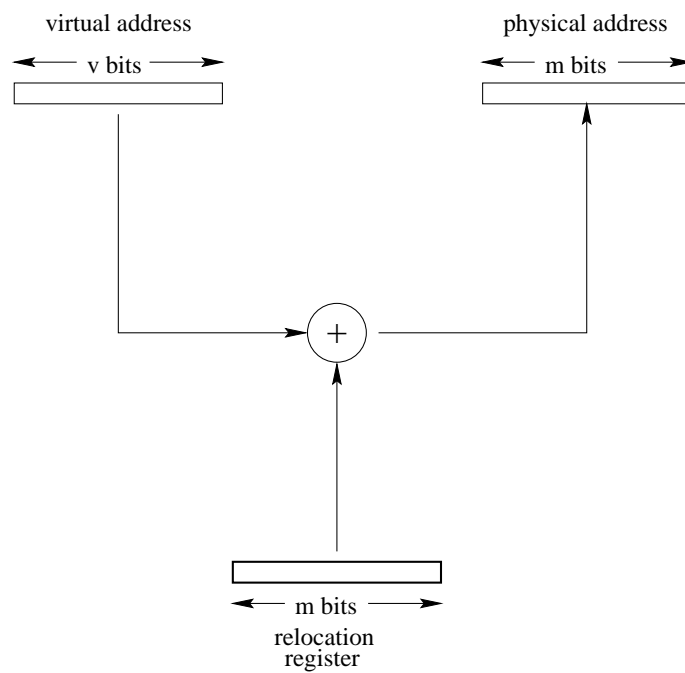 virtual address
physical address
v bits
m bits
+
m bits
relocation
register